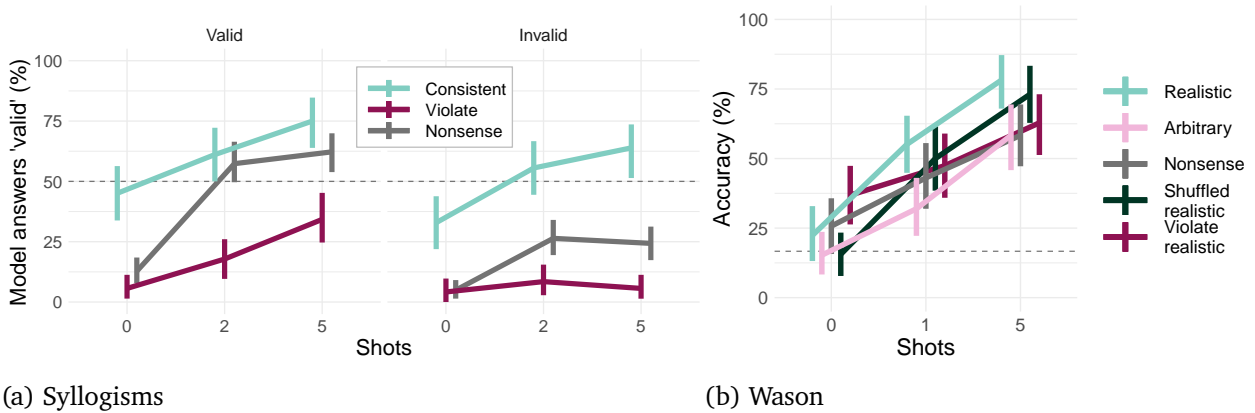 Valid
Invalid
Model answers 'valid' (%)
100
75
50
25
0
Consistent
Violate
Nonsense
0
2
5
0
2
5
Shots
(a) Syllogisms
Accuracy (%)
100
75
50
25
0
0
1
5
Shots
Realistic
Arbitrary
Nonsense
Shuffled
realistic
Violate
realistic
(b) Wason